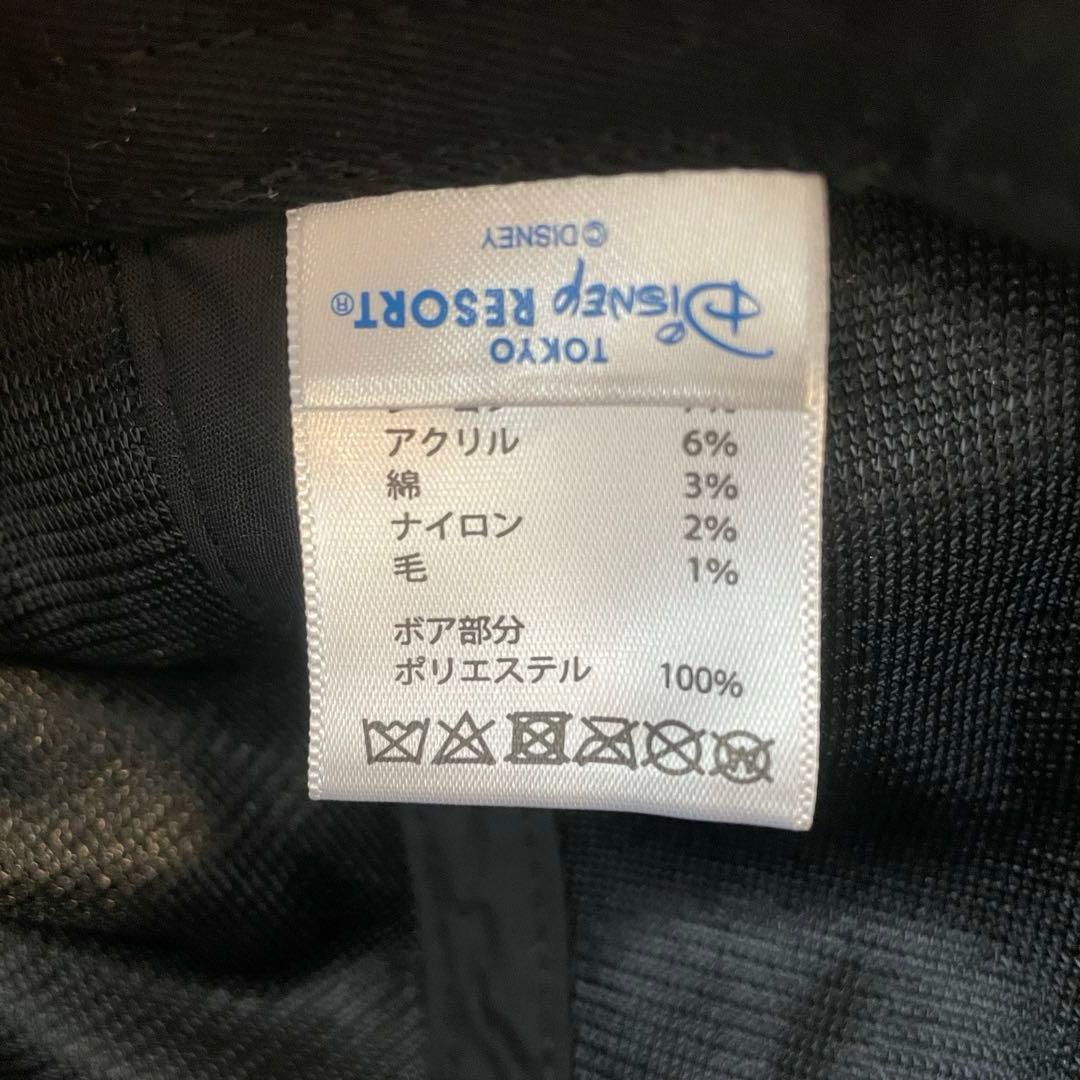 © DISNEY
TOKYO
DISNEY RESORT®
アクリル 6%
綿 3%
ナイロン 2%
毛 1%
ボア部分
ポリエステル 100%
W